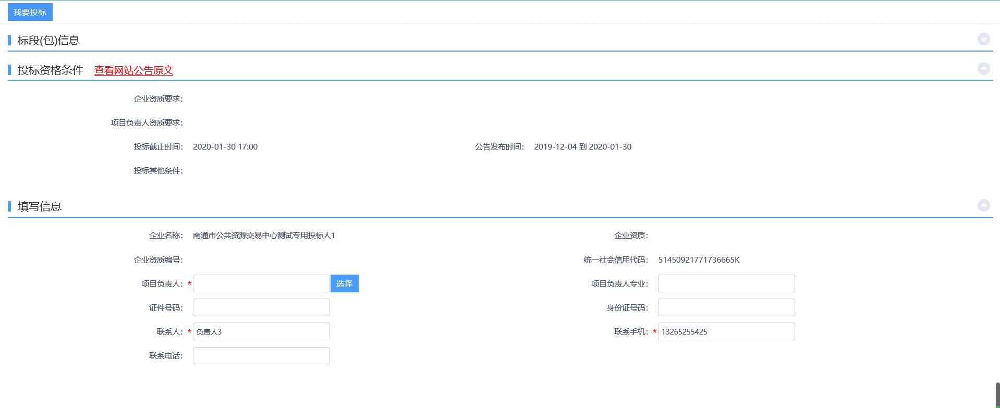 我要投标
标段(包)信息
投标资格条件 查看网站公告原文
企业资质要求：
项目负责人资质要求：
投标截止时间： 2020-01-30 17:00 公告发布时间： 2019-12-04 到 2020-01-30
投标其他条件：
填写信息
企业名称： 南通市公共资源交易中心测试专用投标人1 企业资质：
企业资质编号： 统一社会信用代码： 51450921771736665K
项目负责人： * 选择 项目负责人专业：
证件号码： 身份证号码：
联系人： * 负责人3 联系手机： * 13265255425
联系电话：